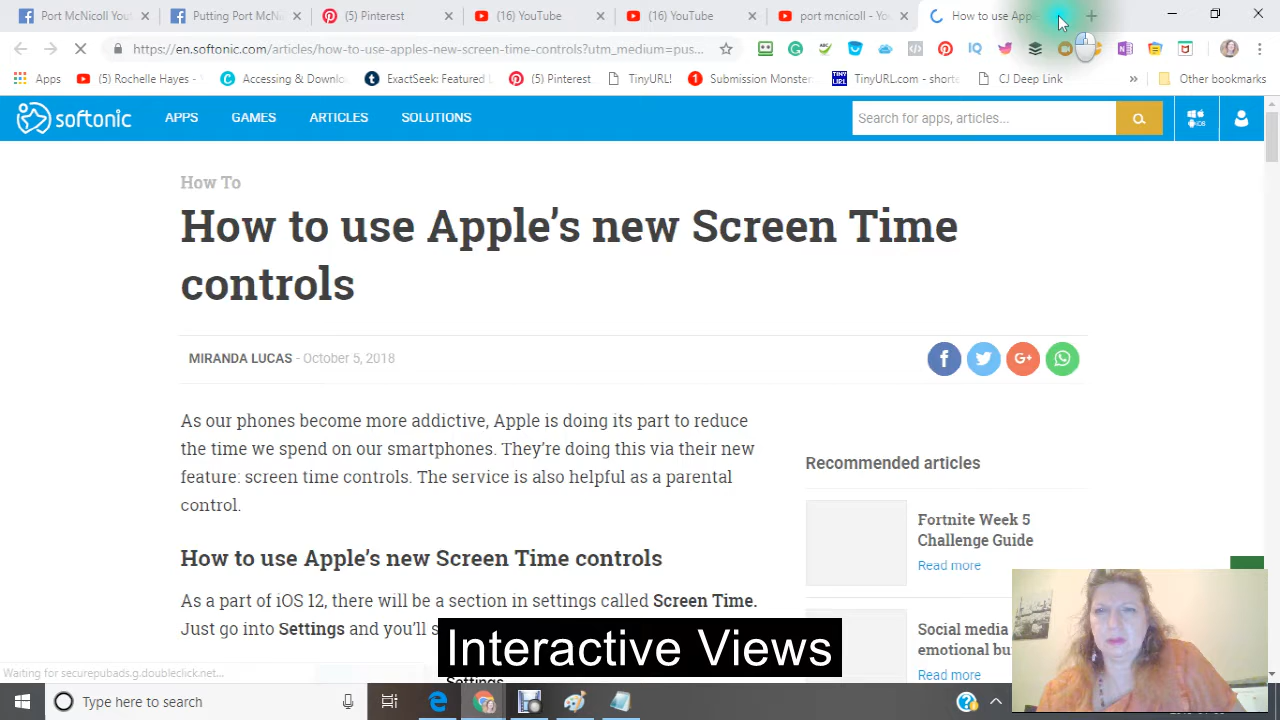 Port McNicoll Yout
Putting Port McNi
(5) Pinterest
(16) YouTube
(16) YouTube
port mcnicoll - Yo
How to use Apple
https://en.softonic.com/articles/how-to-use-apples-new-screen-time-controls?utm_medium=pus...
Apps
(5) Rochelle Hayes -
Accessing & Downlo
ExactSeek: Featured L
(5) Pinterest
TinyURL!
Submission Monster
TinyURL.com - shorte
CJ Deep Link
»
Other bookmarks
softonic
APPS
GAMES
ARTICLES
SOLUTIONS
Search for apps, articles...
How To
How to use Apple's new Screen Time
controls
MIRANDA LUCAS - October 5, 2018
As our phones become more addictive, Apple is doing its part to reduce
the time we spend on our smartphones. They're doing this via their new
feature: screen time controls. The service is also helpful as a parental
control.
How to use Apple's new Screen Time controls
As a part of iOS 12, there will be a section in settings called Screen Time.
Just go into Settings and you'll s
Recommended articles
Fortnite Week 5
Challenge Guide
Read more
Social media
emotional bu
Read more
Interactive Views
Settings
Waiting for securepubads.g.doubleclick.net...
Type here to search